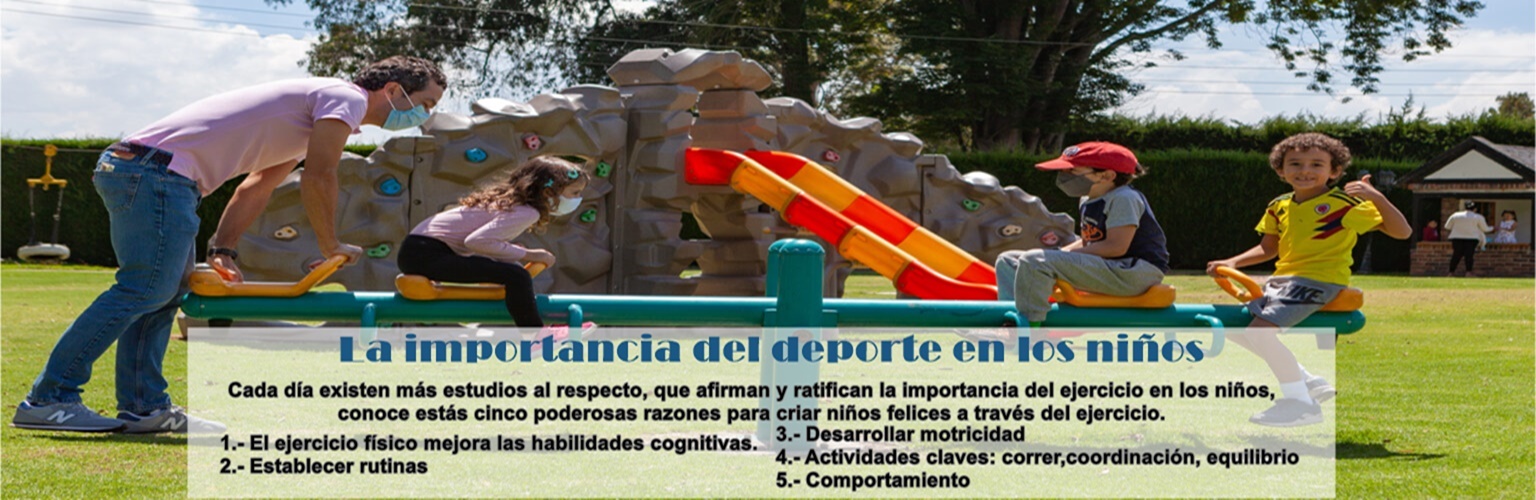 La importancia del deporte en los niños
Cada día existen más estudios al respecto, que afirman y ratifican la importancia del ejercicio en los niños,
conoce estás cinco poderosas razones para criar niños felices a través del ejercicio.
1.- El ejercicio físico mejora las habilidades cognitivas.
2.- Establecer rutinas
3.- Desarrollar motricidad
4.- Actividades claves: correr,coordinación, equilibrio
5.- Comportamiento